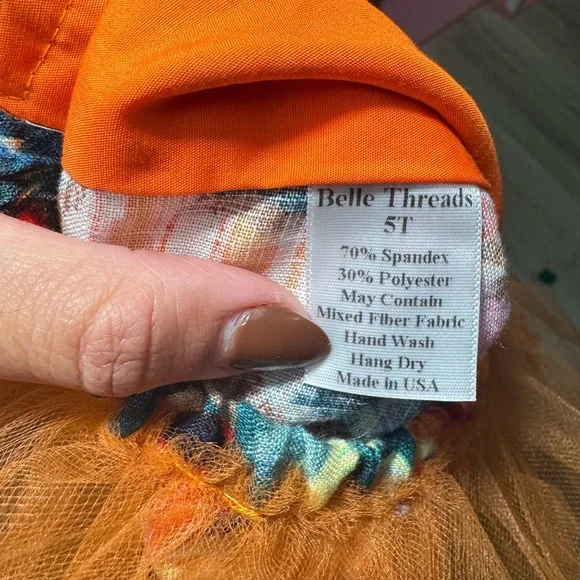 Belle Threads
5T
70% Spandex
30% Polyester
May Contain
Mixed Fiber Fabric
Hand Wash
Hang Dry
Made in USA